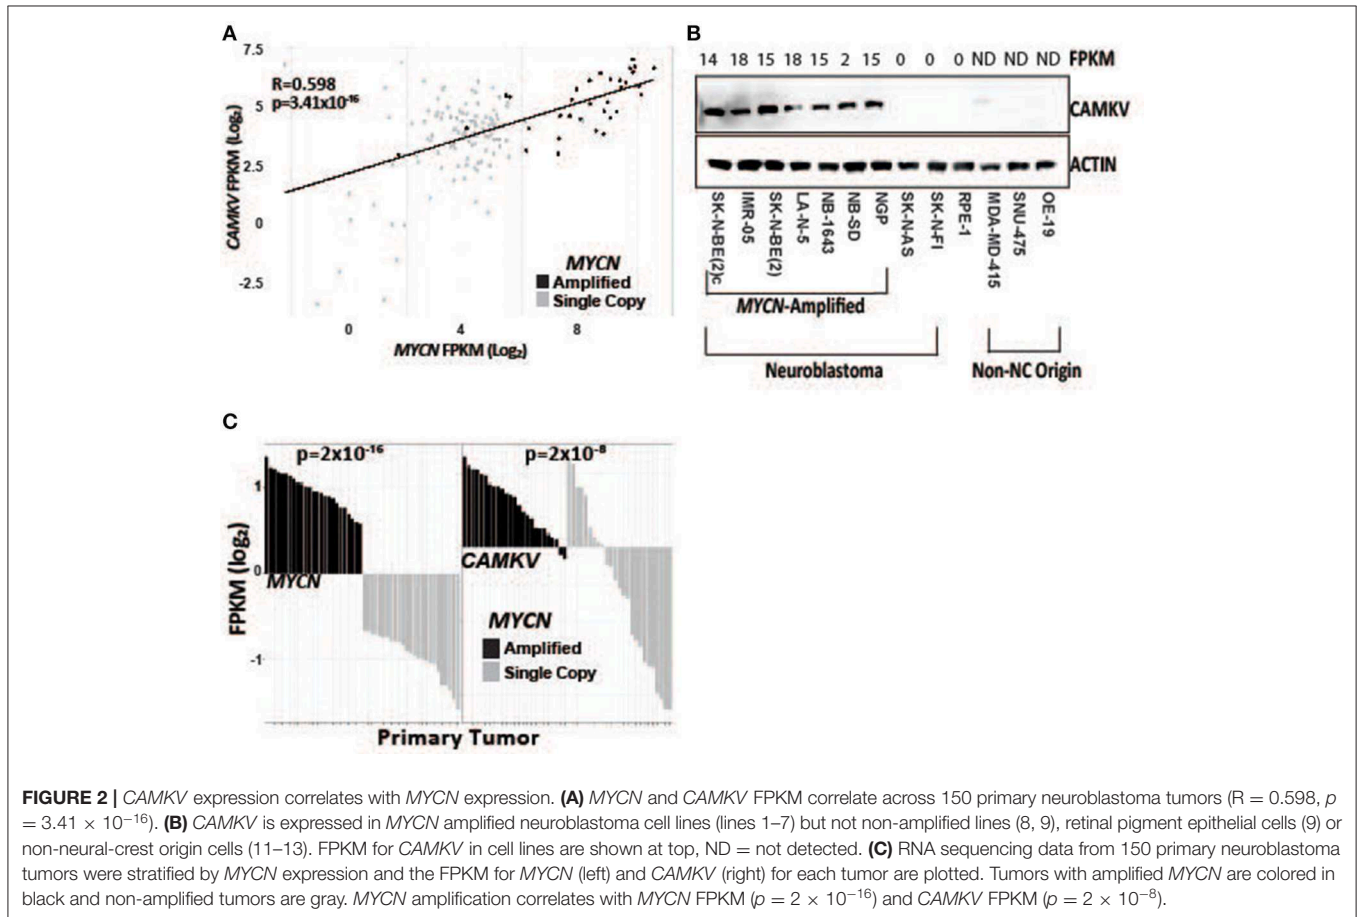 A
7.5
5
2.5
0
-2.5
CAMKV FPKM (Log₂)
R=0.598
p=3.41x10⁻¹⁶
MYCN
Amplified
Single Copy
0 4 8
MYCN FPKM (Log₂)
B
14 18 15 18 15 2 15 0 0 0 ND ND ND FPKM
CAMKV
ACTIN
SK-N-BE(2)c
IMR-05
SK-N-BE(2)
LA-N-5
NB-1643
NB-SD
NGP
SK-N-AS
SK-N-FI
RPE-1
MDA-MD-415
SNU-475
OE-19
MYCN-Amplified
Neuroblastoma
Non-NC Origin
C
p=2x10⁻¹⁶
p=2x10⁻⁸
1
0
-1
FPKM (log₂)
MYCN
CAMKV
MYCN
Amplified
Single Copy
Primary Tumor
FIGURE 2 | CAMKV expression correlates with MYCN expression. (A) MYCN and CAMKV FPKM correlate across 150 primary neuroblastoma tumors (R = 0.598, p
= 3.41 × 10⁻¹⁶). (B) CAMKV is expressed in MYCN amplified neuroblastoma cell lines (lines 1–7) but not non-amplified lines (8, 9), retinal pigment epithelial cells (9) or
non-neural-crest origin cells (11–13). FPKM for CAMKV in cell lines are shown at top, ND = not detected. (C) RNA sequencing data from 150 primary neuroblastoma
tumors were stratified by MYCN expression and the FPKM for MYCN (left) and CAMKV (right) for each tumor are plotted. Tumors with amplified MYCN are colored in
black and non-amplified tumors are gray. MYCN amplification correlates with MYCN FPKM (p = 2 × 10⁻¹⁶) and CAMKV FPKM (p = 2 × 10⁻⁸).